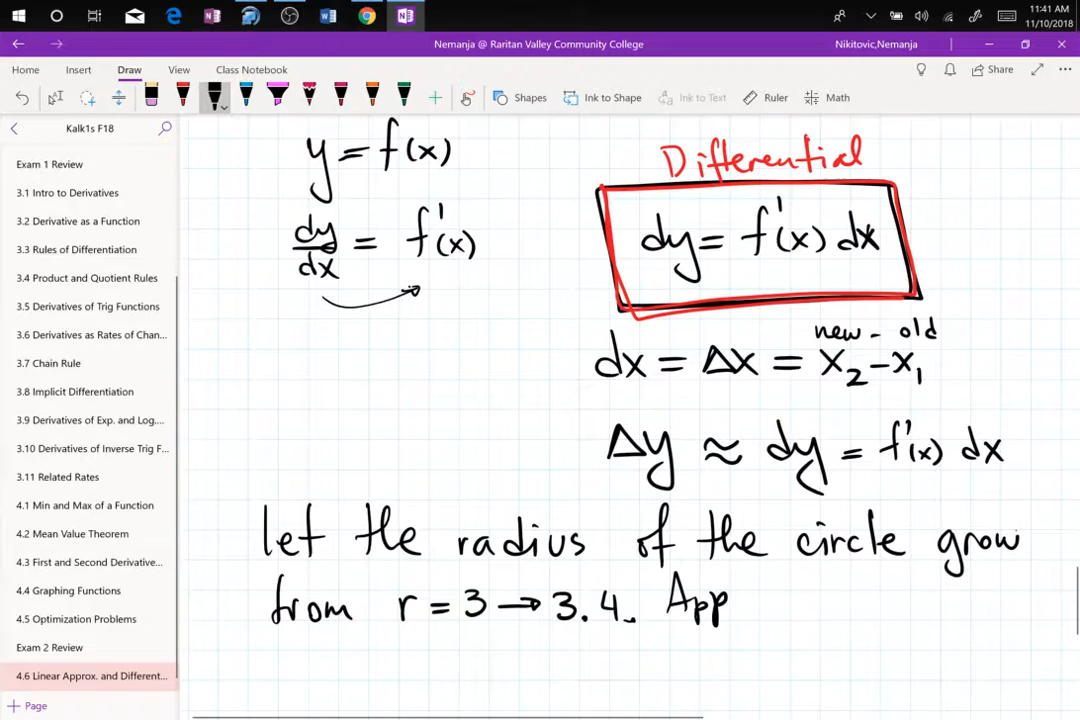 11:41 AM
11/10/2018
Nemanja @ Raritan Valley Community College
Nikitovic,Nemanja
Home Insert Draw View Class Notebook
Share
Shapes Ink to Shape Ink to Text Ruler Math
Kalk1s F18
Exam 1 Review
3.1 Intro to Derivatives
3.2 Derivative as a Function
3.3 Rules of Differentiation
3.4 Product and Quotient Rules
3.5 Derivatives of Trig Functions
3.6 Derivatives as Rates of Chan...
3.7 Chain Rule
3.8 Implicit Differentiation
3.9 Derivatives of Exp. and Log....
3.10 Derivatives of Inverse Trig F...
3.11 Related Rates
4.1 Min and Max of a Function
4.2 Mean Value Theorem
4.3 First and Second Derivative...
4.4 Graphing Functions
4.5 Optimization Problems
Exam 2 Review
4.6 Linear Approx. and Different...
Page
y = f(x)
dy/dx = f'(x)
Differential
dy = f'(x) dx
new - old
dx = Δx = x₂ - x₁
Δy ≈ dy = f'(x) dx
let the radius of the circle grow
from r = 3 → 3.4. App